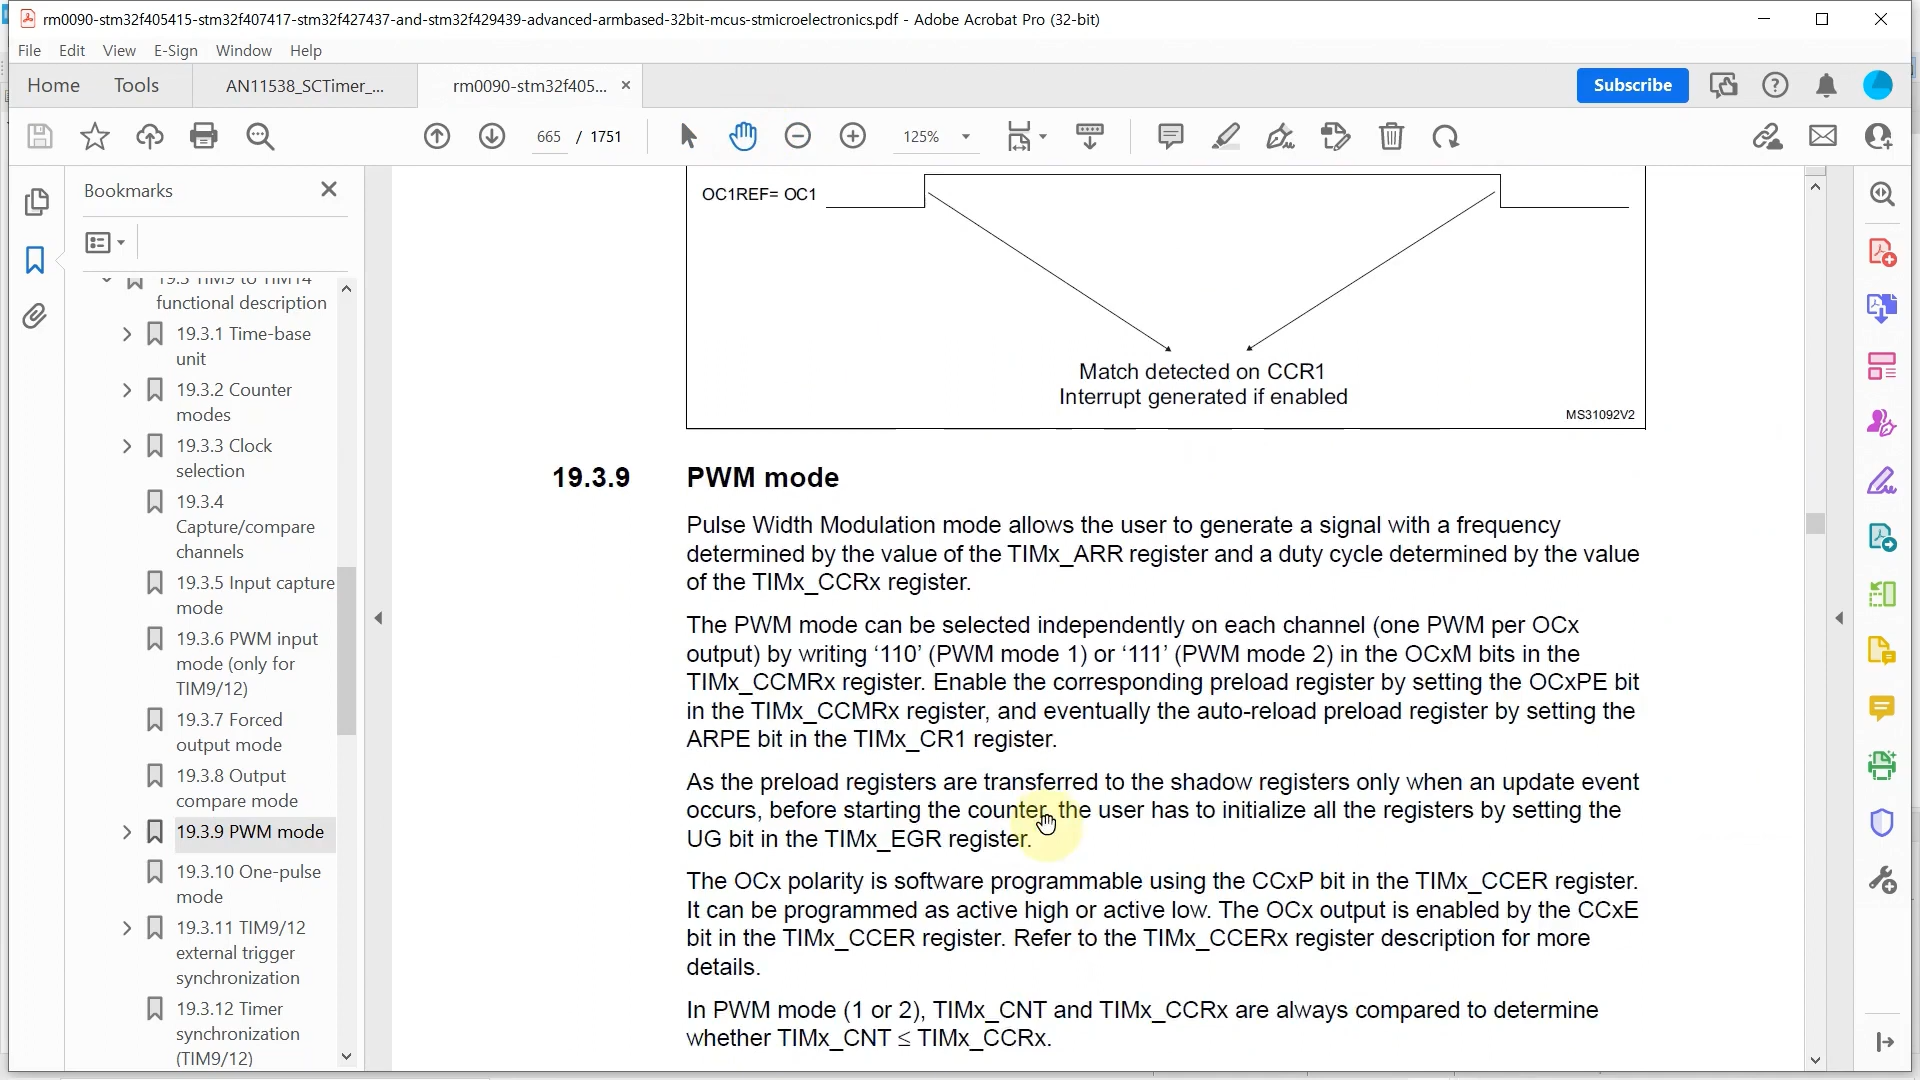 rm0090-stm32f405415-stm32f407417-stm32f427437-and-stm32f429439-advanced-armbased-32bit-mcus-stmicroelectronics.pdf - Adobe Acrobat Pro (32-bit)
File Edit View E-Sign Window Help
Home Tools AN11538_SCTimer_... rm0090-stm32f405... × Subscribe
665 / 1751 125%
Bookmarks
19.3 TIM9 to TIM14
functional description
19.3.1 Time-base
unit
19.3.2 Counter
modes
19.3.3 Clock
selection
19.3.4
Capture/compare
channels
19.3.5 Input capture
mode
19.3.6 PWM input
mode (only for
TIM9/12)
19.3.7 Forced
output mode
19.3.8 Output
compare mode
19.3.9 PWM mode
19.3.10 One-pulse
mode
19.3.11 TIM9/12
external trigger
synchronization
19.3.12 Timer
synchronization
(TIM9/12)
OC1REF= OC1
Match detected on CCR1
Interrupt generated if enabled
MS31092V2
19.3.9 PWM mode
Pulse Width Modulation mode allows the user to generate a signal with a frequency
determined by the value of the TIMx_ARR register and a duty cycle determined by the value
of the TIMx_CCRx register.
The PWM mode can be selected independently on each channel (one PWM per OCx
output) by writing ‘110’ (PWM mode 1) or ‘111’ (PWM mode 2) in the OCxM bits in the
TIMx_CCMRx register. Enable the corresponding preload register by setting the OCxPE bit
in the TIMx_CCMRx register, and eventually the auto-reload preload register by setting the
ARPE bit in the TIMx_CR1 register.
As the preload registers are transferred to the shadow registers only when an update event
occurs, before starting the counter, the user has to initialize all the registers by setting the
UG bit in the TIMx_EGR register.
The OCx polarity is software programmable using the CCxP bit in the TIMx_CCER register.
It can be programmed as active high or active low. The OCx output is enabled by the CCxE
bit in the TIMx_CCER register. Refer to the TIMx_CCERx register description for more
details.
In PWM mode (1 or 2), TIMx_CNT and TIMx_CCRx are always compared to determine
whether TIMx_CNT ≤ TIMx_CCRx.